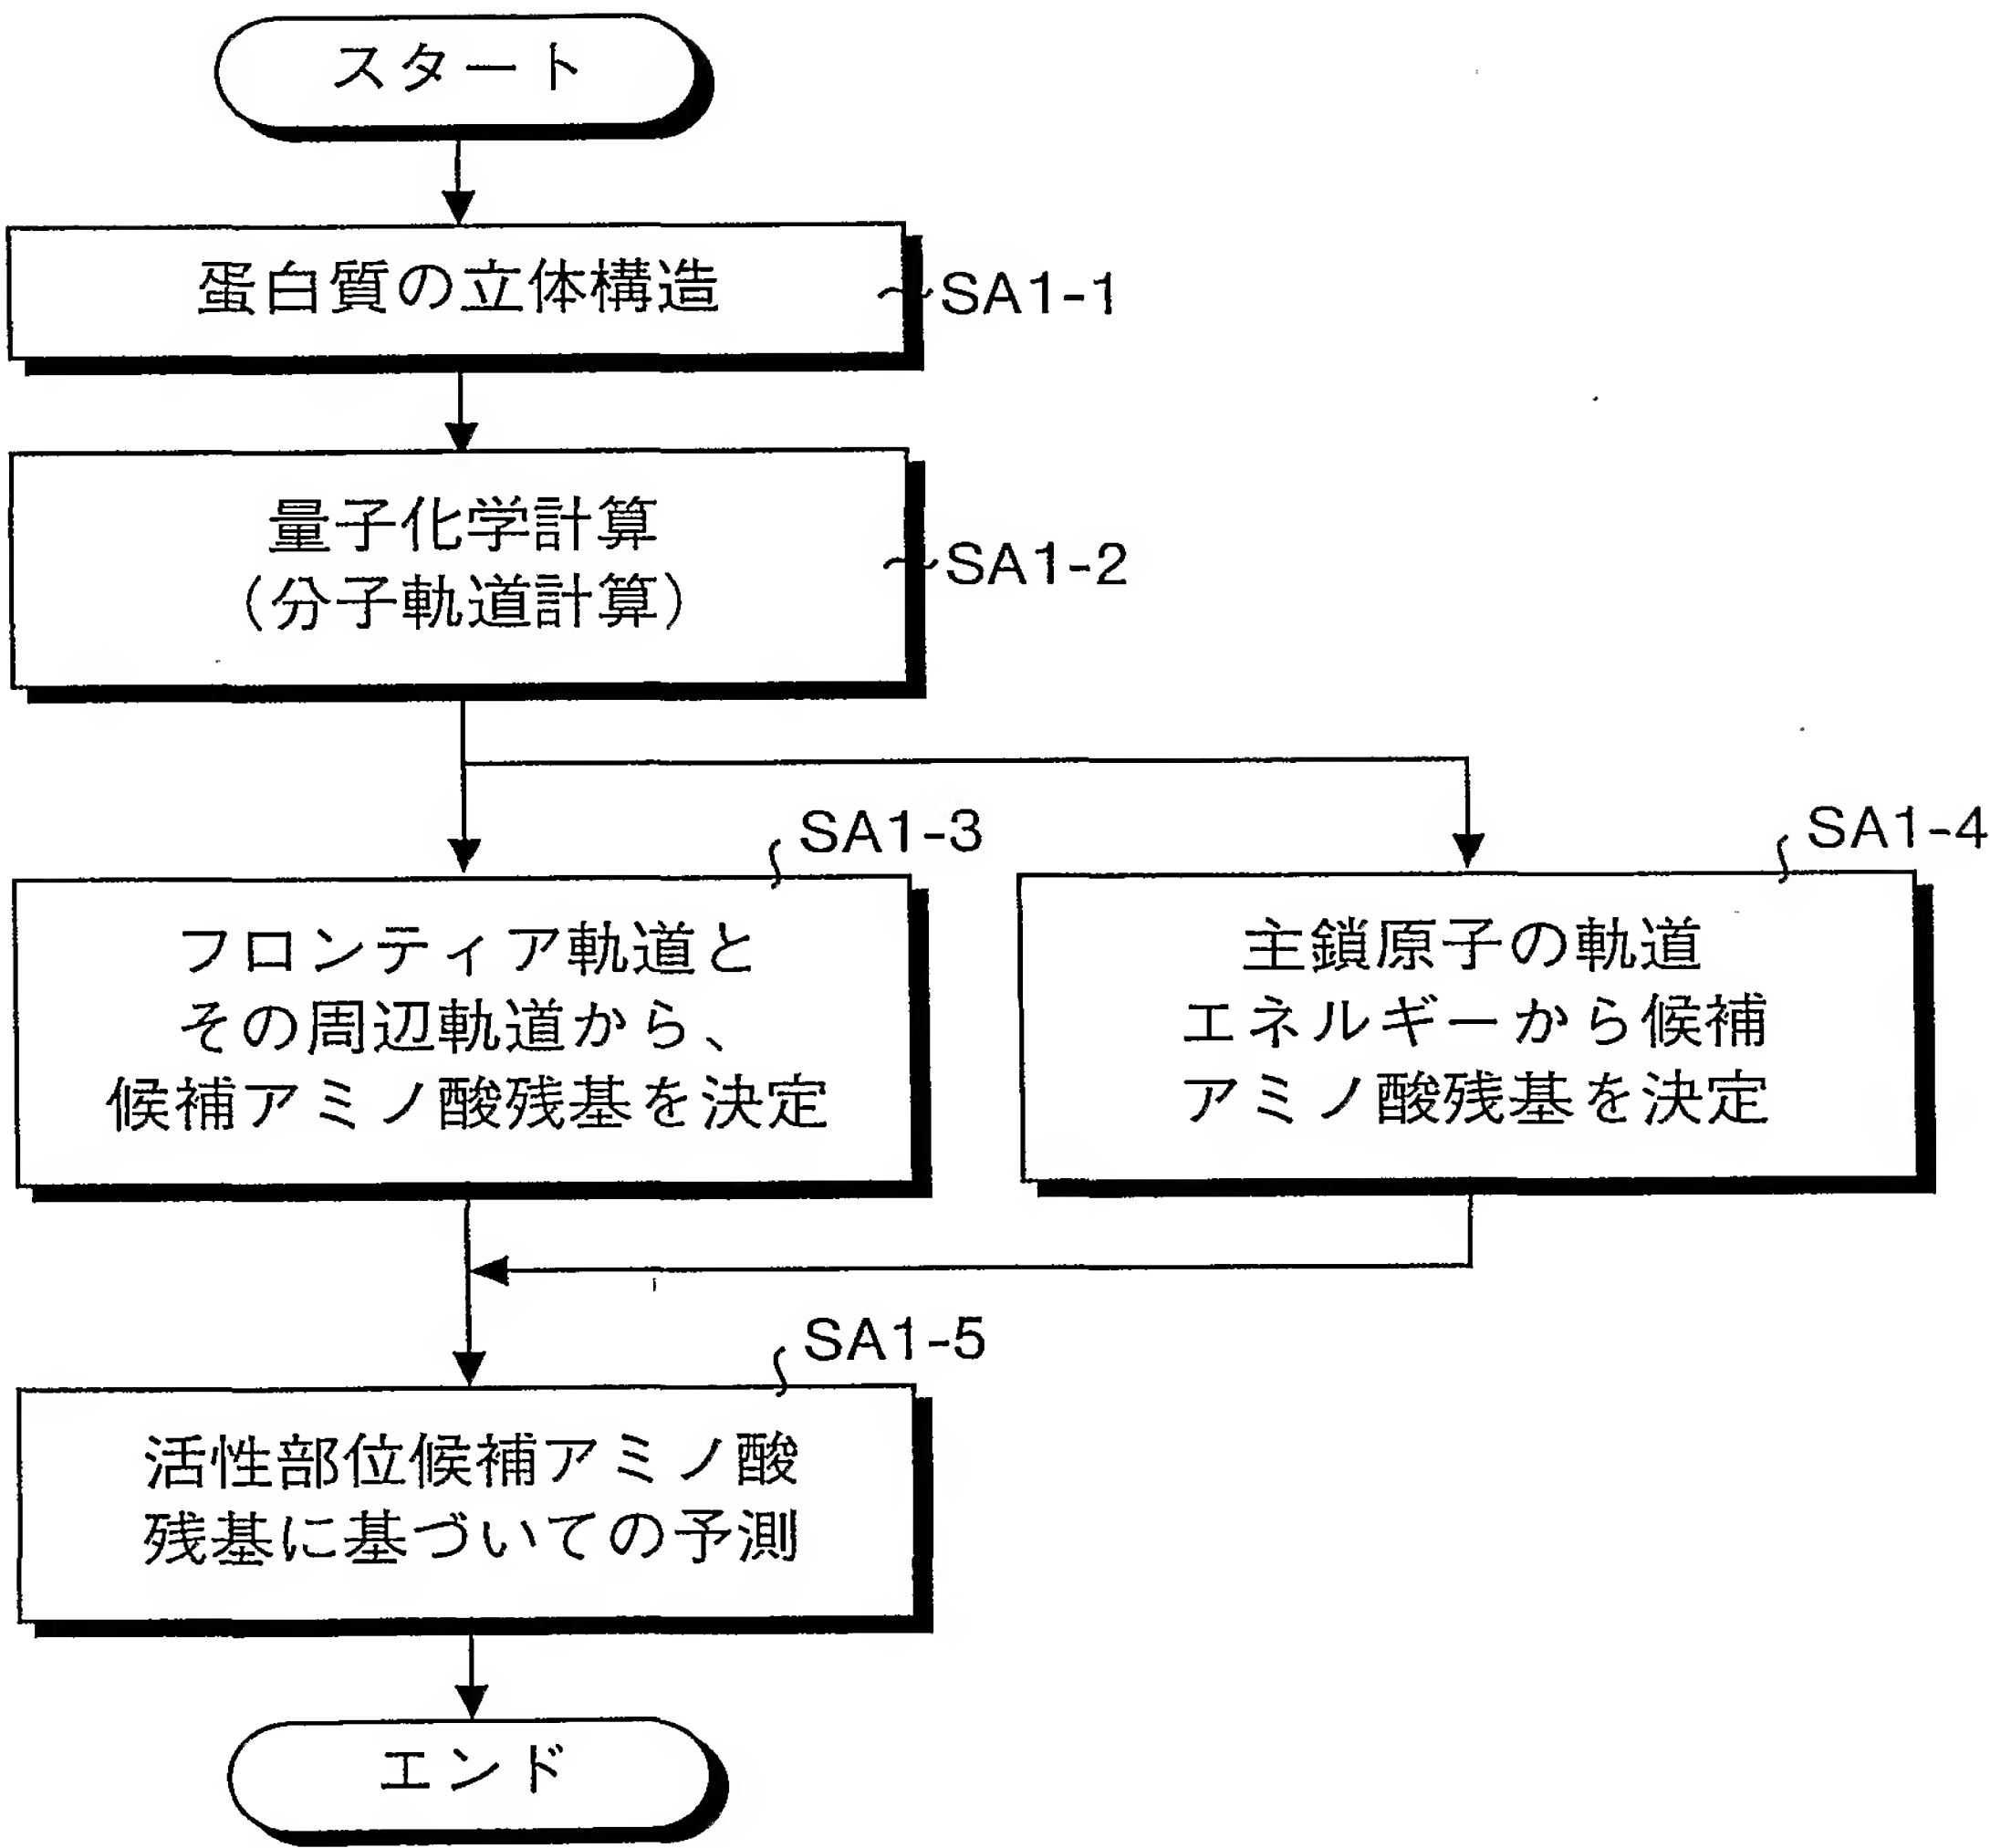 スタート
蛋白質の立体構造
SA1-1
量子化学計算
(分子軌道計算)
SA1-2
SA1-3
フロンティア軌道と
その周辺軌道から、
候補アミノ酸残基を決定
SA1-4
主鎖原子の軌道
エネルギーから候補
アミノ酸残基を決定
SA1-5
活性部位候補アミノ酸
残基に基づいての予測
エンド